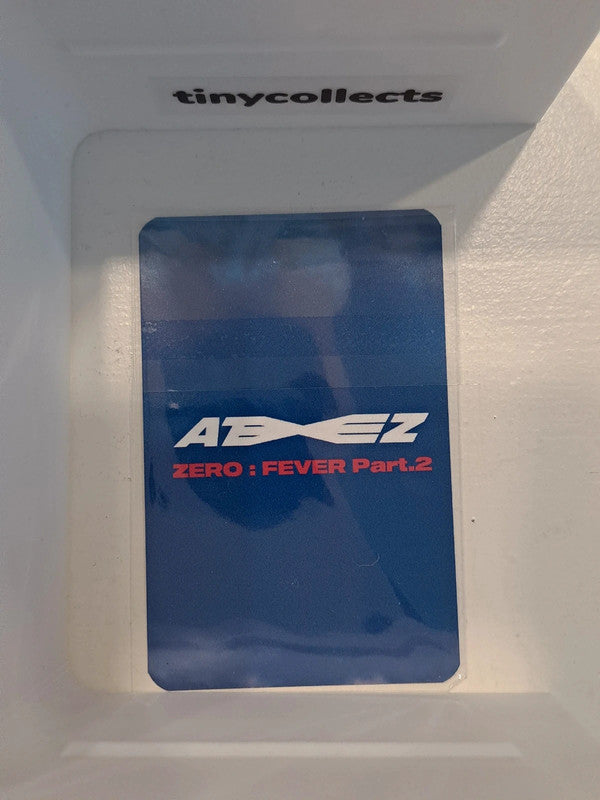 tinycollects
ATEEZ
ZERO : FEVER Part.2